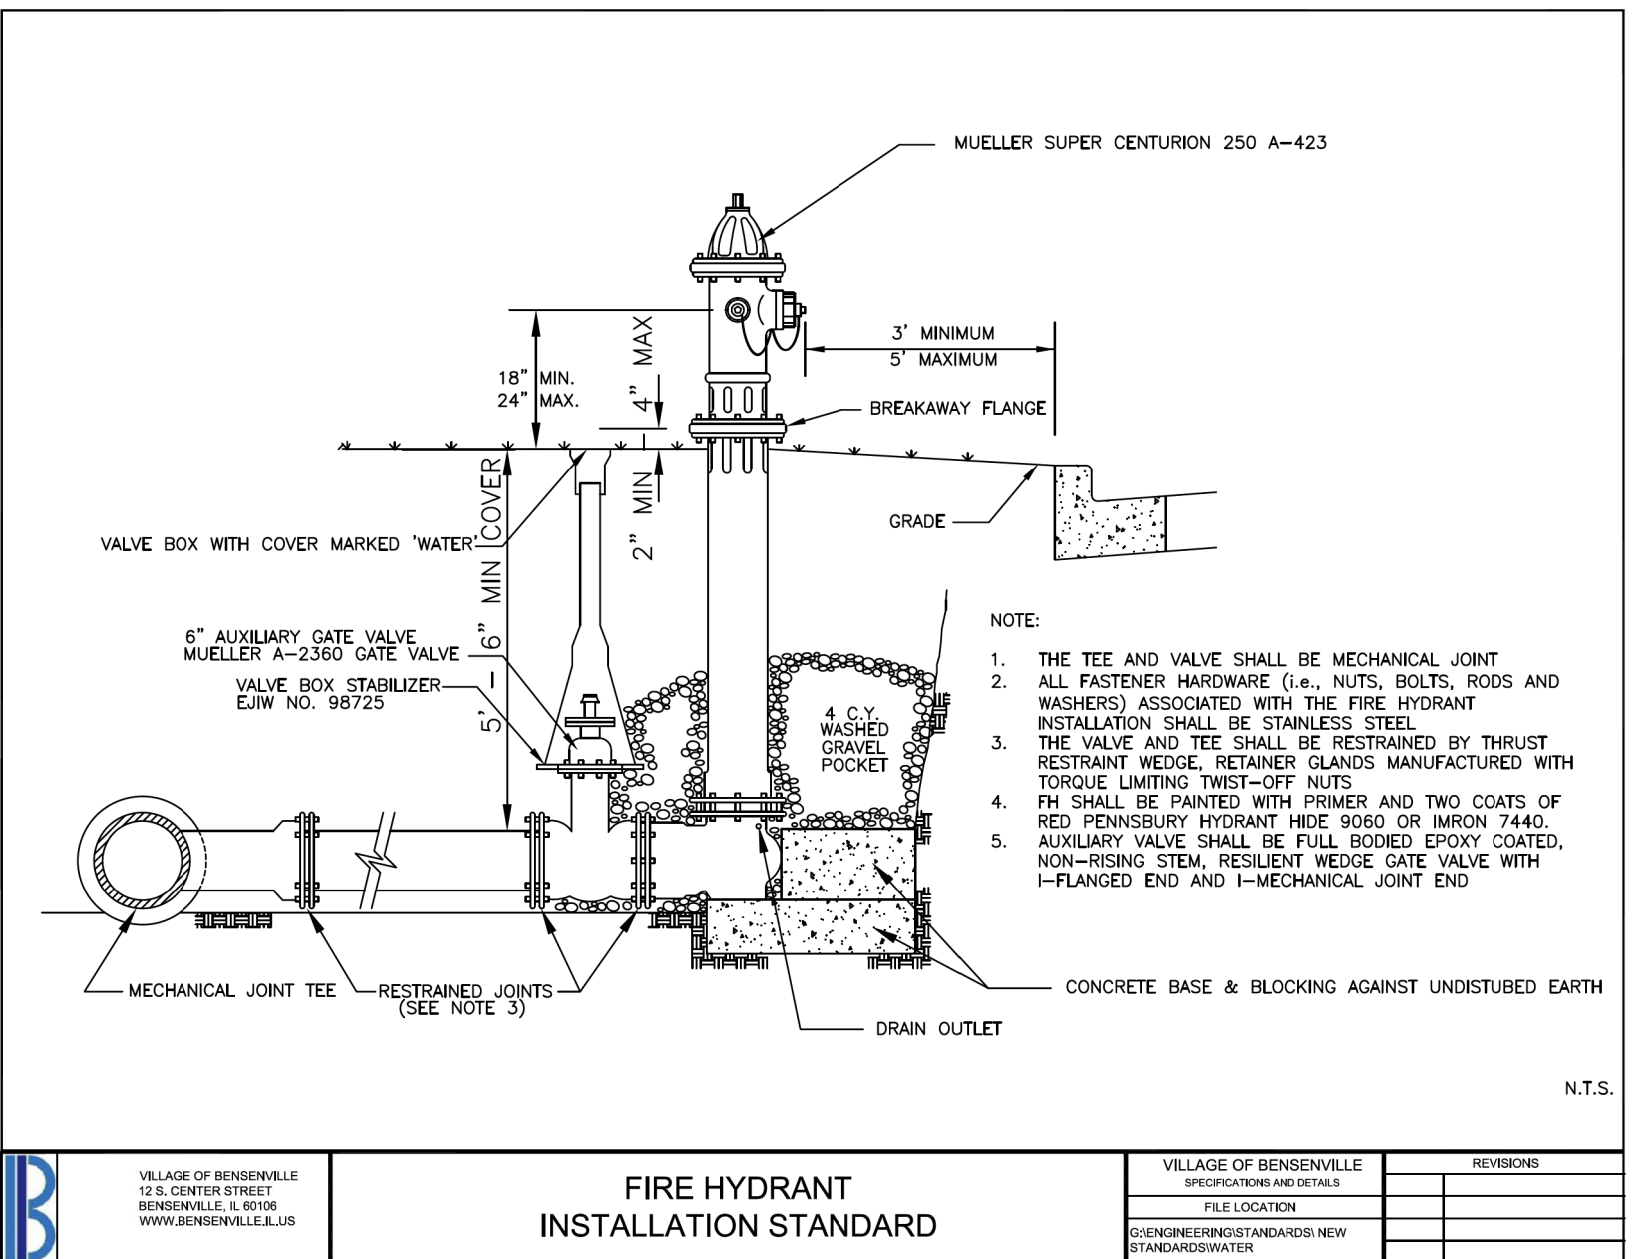 MUELLER SUPER CENTURION 250 A-423
3' MINIMUM
5' MAXIMUM
18" MIN.
24" MAX.
4" MAX
BREAKAWAY FLANGE
2" MIN
5' - 6" MIN COVER
GRADE
VALVE BOX WITH COVER MARKED 'WATER'
6" AUXILIARY GATE VALVE
MUELLER A-2360 GATE VALVE
VALVE BOX STABILIZER
EJIW NO. 98725
4 C.Y.
WASHED
GRAVEL
POCKET
NOTE:
1. THE TEE AND VALVE SHALL BE MECHANICAL JOINT
2. ALL FASTENER HARDWARE (i.e., NUTS, BOLTS, RODS AND
WASHERS) ASSOCIATED WITH THE FIRE HYDRANT
INSTALLATION SHALL BE STAINLESS STEEL
3. THE VALVE AND TEE SHALL BE RESTRAINED BY THRUST
RESTRAINT WEDGE, RETAINER GLANDS MANUFACTURED WITH
TORQUE LIMITING TWIST-OFF NUTS
4. FH SHALL BE PAINTED WITH PRIMER AND TWO COATS OF
RED PENNSBURY HYDRANT HIDE 9060 OR IMRON 7440.
5. AUXILIARY VALVE SHALL BE FULL BODIED EPOXY COATED,
NON-RISING STEM, RESILIENT WEDGE GATE VALVE WITH
I-FLANGED END AND I-MECHANICAL JOINT END
MECHANICAL JOINT TEE
RESTRAINED JOINTS
(SEE NOTE 3)
CONCRETE BASE & BLOCKING AGAINST UNDISTUBED EARTH
DRAIN OUTLET
N.T.S.
B
VILLAGE OF BENSENVILLE
12 S. CENTER STREET
BENSENVILLE, IL 60106
WWW.BENSENVILLE.IL.US
FIRE HYDRANT
INSTALLATION STANDARD
VILLAGE OF BENSENVILLE
SPECIFICATIONS AND DETAILS
FILE LOCATION
G:\ENGINEERING\STANDARDS\ NEW
STANDARDS\WATER
REVISIONS